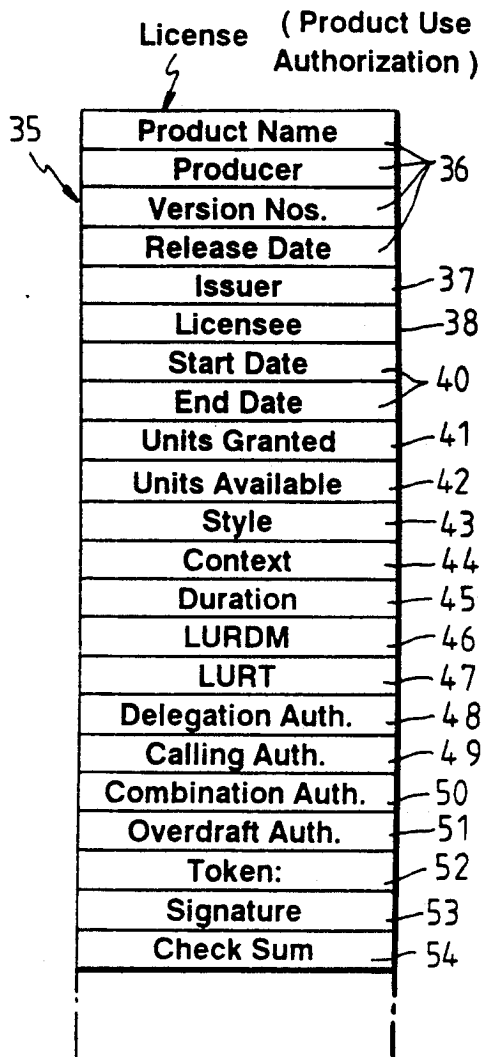 License
( Product Use
Authorization )
35
Product Name
Producer
36
Version Nos.
Release Date
Issuer
37
Licensee
38
Start Date
40
End Date
Units Granted
41
Units Available
42
Style
43
Context
44
Duration
45
LURDM
46
LURT
47
Delegation Auth.
48
Calling Auth.
49
Combination Auth.
50
Overdraft Auth.
51
Token:
52
Signature
53
Check Sum
54